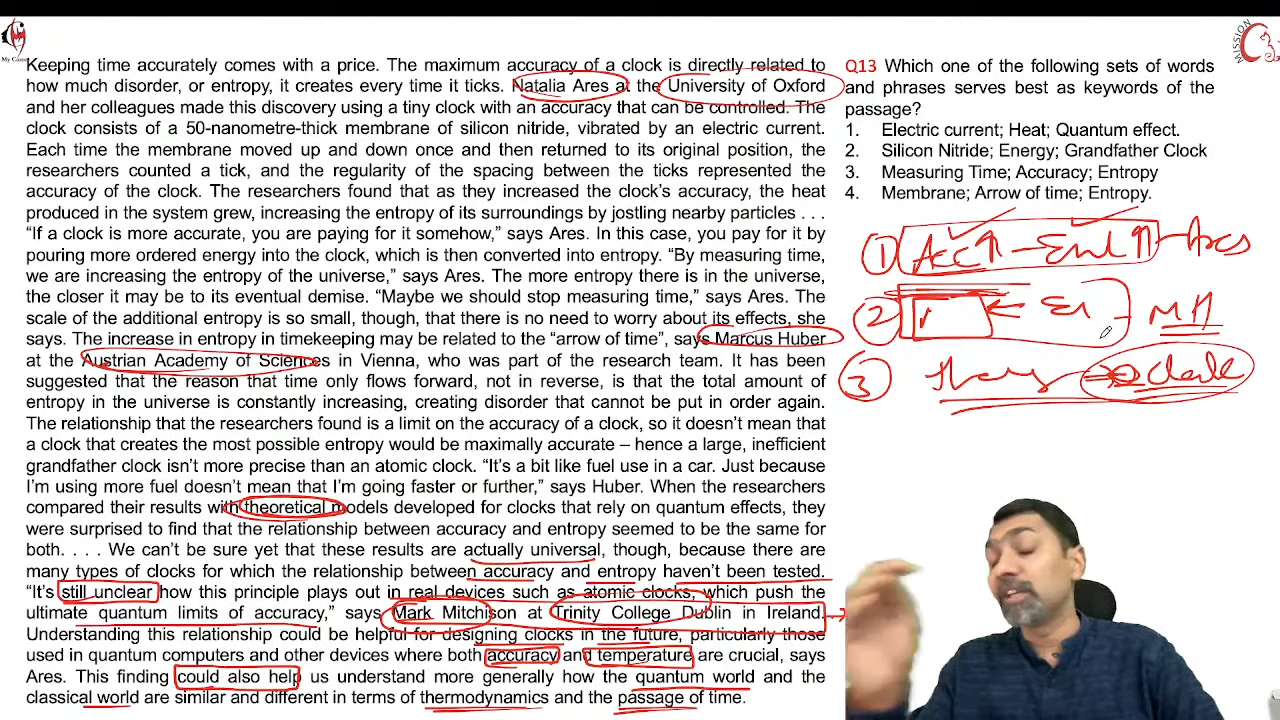 My Career
MISSION
Keeping time accurately comes with a price. The maximum accuracy of a clock is directly related to
how much disorder, or entropy, it creates every time it ticks. Natalia Ares at the University of Oxford
and her colleagues made this discovery using a tiny clock with an accuracy that can be controlled. The
clock consists of a 50-nanometre-thick membrane of silicon nitride, vibrated by an electric current.
Each time the membrane moved up and down once and then returned to its original position, the
researchers counted a tick, and the regularity of the spacing between the ticks represented the
accuracy of the clock. The researchers found that as they increased the clock's accuracy, the heat
produced in the system grew, increasing the entropy of its surroundings by jostling nearby particles . . .
"If a clock is more accurate, you are paying for it somehow," says Ares. In this case, you pay for it by
pouring more ordered energy into the clock, which is then converted into entropy. "By measuring time,
we are increasing the entropy of the universe," says Ares. The more entropy there is in the universe,
the closer it may be to its eventual demise. "Maybe we should stop measuring time," says Ares. The
scale of the additional entropy is so small, though, that there is no need to worry about its effects, she
says. The increase in entropy in timekeeping may be related to the "arrow of time", says Marcus Huber
at the Austrian Academy of Sciences in Vienna, who was part of the research team. It has been
suggested that the reason that time only flows forward, not in reverse, is that the total amount of
entropy in the universe is constantly increasing, creating disorder that cannot be put in order again.
The relationship that the researchers found is a limit on the accuracy of a clock, so it doesn't mean that
a clock that creates the most possible entropy would be maximally accurate – hence a large, inefficient
grandfather clock isn't more precise than an atomic clock. "It's a bit like fuel use in a car. Just because
I'm using more fuel doesn't mean that I'm going faster or further," says Huber. When the researchers
compared their results with theoretical models developed for clocks that rely on quantum effects, they
were surprised to find that the relationship between accuracy and entropy seemed to be the same for
both. . . . We can't be sure yet that these results are actually universal, though, because there are
many types of clocks for which the relationship between accuracy and entropy haven't been tested.
"It's still unclear how this principle plays out in real devices such as atomic clocks, which push the
ultimate quantum limits of accuracy," says Mark Mitchison at Trinity College Dublin in Ireland.
Understanding this relationship could be helpful for designing clocks in the future, particularly those
used in quantum computers and other devices where both accuracy and temperature are crucial, says
Ares. This finding could also help us understand more generally how the quantum world and the
classical world are similar and different in terms of thermodynamics and the passage of time.
Q13 Which one of the following sets of words
and phrases serves best as keywords of the
passage?
1. Electric current; Heat; Quantum effect.
2. Silicon Nitride; Energy; Grandfather Clock
3. Measuring Time; Accuracy; Entropy
4. Membrane; Arrow of time; Entropy.
1 Acc↑ – Ent ↑ – Ares
2 MH
3